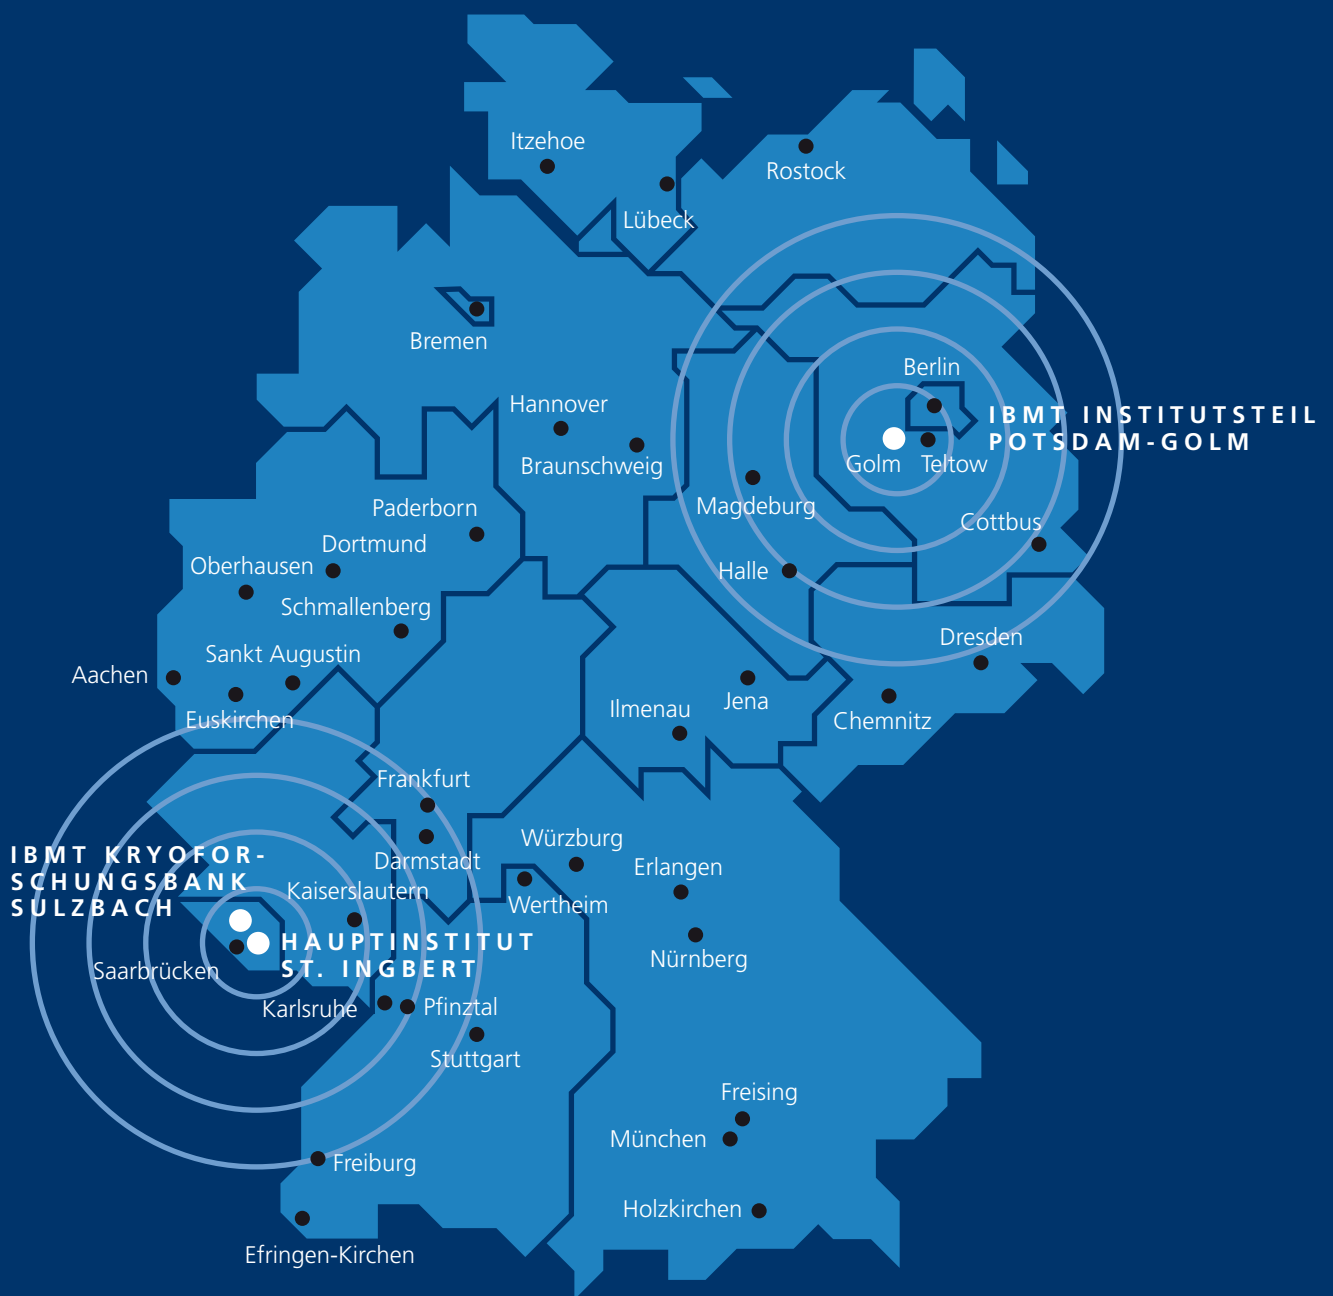 Itzehoe
Rostock
Lübeck
Bremen
Berlin
Hannover
IBMT INSTITUTSTEIL
POTSDAM-GOLM
Braunschweig
Golm
Teltow
Magdeburg
Paderborn
Cottbus
Dortmund
Oberhausen
Halle
Schmallenberg
Dresden
Sankt Augustin
Aachen
Jena
Ilmenau
Euskirchen
Chemnitz
Frankfurt
Würzburg
IBMT KRYOFOR-
SCHUNGSBANK
SULZBACH
Darmstadt
Erlangen
Kaiserslautern
Wertheim
HAUPTINSTITUT
ST. INGBERT
Nürnberg
Saarbrücken
Karlsruhe
Pfinztal
Stuttgart
Freising
München
Freiburg
Holzkirchen
Efringen-Kirchen